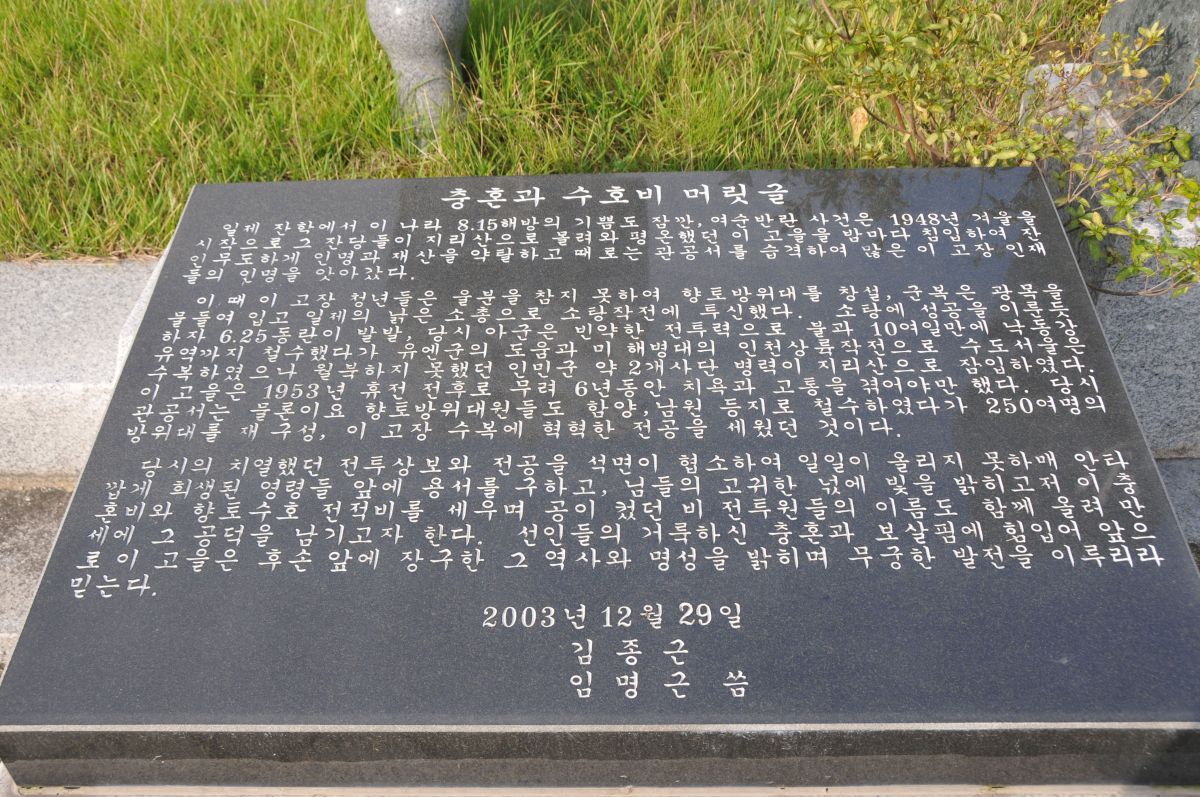 충혼과 수호비 머릿글
일제 잔학에서 이 나라 8.15해방의 기쁨도 잠깐, 여수반란 사건은 1948년 겨울을
시작으로 그 잔당들이 지리산으로 몰려와 평온했던 이 고을을 밤마다 침입하여 잔
인무도하게 인명과 재산을 약탈하고 때로는 관공서를 습격하여 많은 이 고장 인재
들의 인명을 앗아갔다.
이 때 이 고장 청년들은 울분을 참지 못하여 향토방위대를 창설, 군복은 광목을
물들여 입고 일제의 낡은 소총으로 소탕작전에 투신했다. 소탕에 성공을 이룬듯
하자 6.25동란이 발발, 당시 아군은 빈약한 전투력으로 불과 10여일만에 낙동강
유역까지 철수했다가 유엔군의 도움과 미 해병대의 인천상륙작전으로 수도서울은
수복하였으나 월북하지 못했던 인민군 약 2개사단 병력이 지리산으로 잠입하였다.
이 고을은 1953년 휴전 전후로 무려 6년동안 치욕과 고통을 겪어야만 했다. 당시
관공서는 물론이요 향토방위대원들도 함양,남원 등지로 철수하였다가 250여명의
방위대를 재 구성, 이 고장 수복에 혁혁한 전공을 세웠던 것이다.
당시의 치열했던 전투상보와 전공을 석면이 협소하여 일일이 올리지 못하매 안타
깝게 희생된 영령들 앞에 용서를 구하고, 님들의 고귀한 넋에 빛을 밝히고저 이 충
혼비와 향토수호 전적비를 세우며 공이 컸던 비 전투원들의 이름도 함께 올려 만
세에 그 공덕을 남기고자 한다. 선인들의 거룩하신 충혼과 보살핌에 힘입어 앞으
로 이 고을은 후손 앞에 장구한 그 역사와 명성을 밝히며 무궁한 발전을 이루리라
믿는다.
2003년 12월 29일
김 종 근
임 명 근 씀